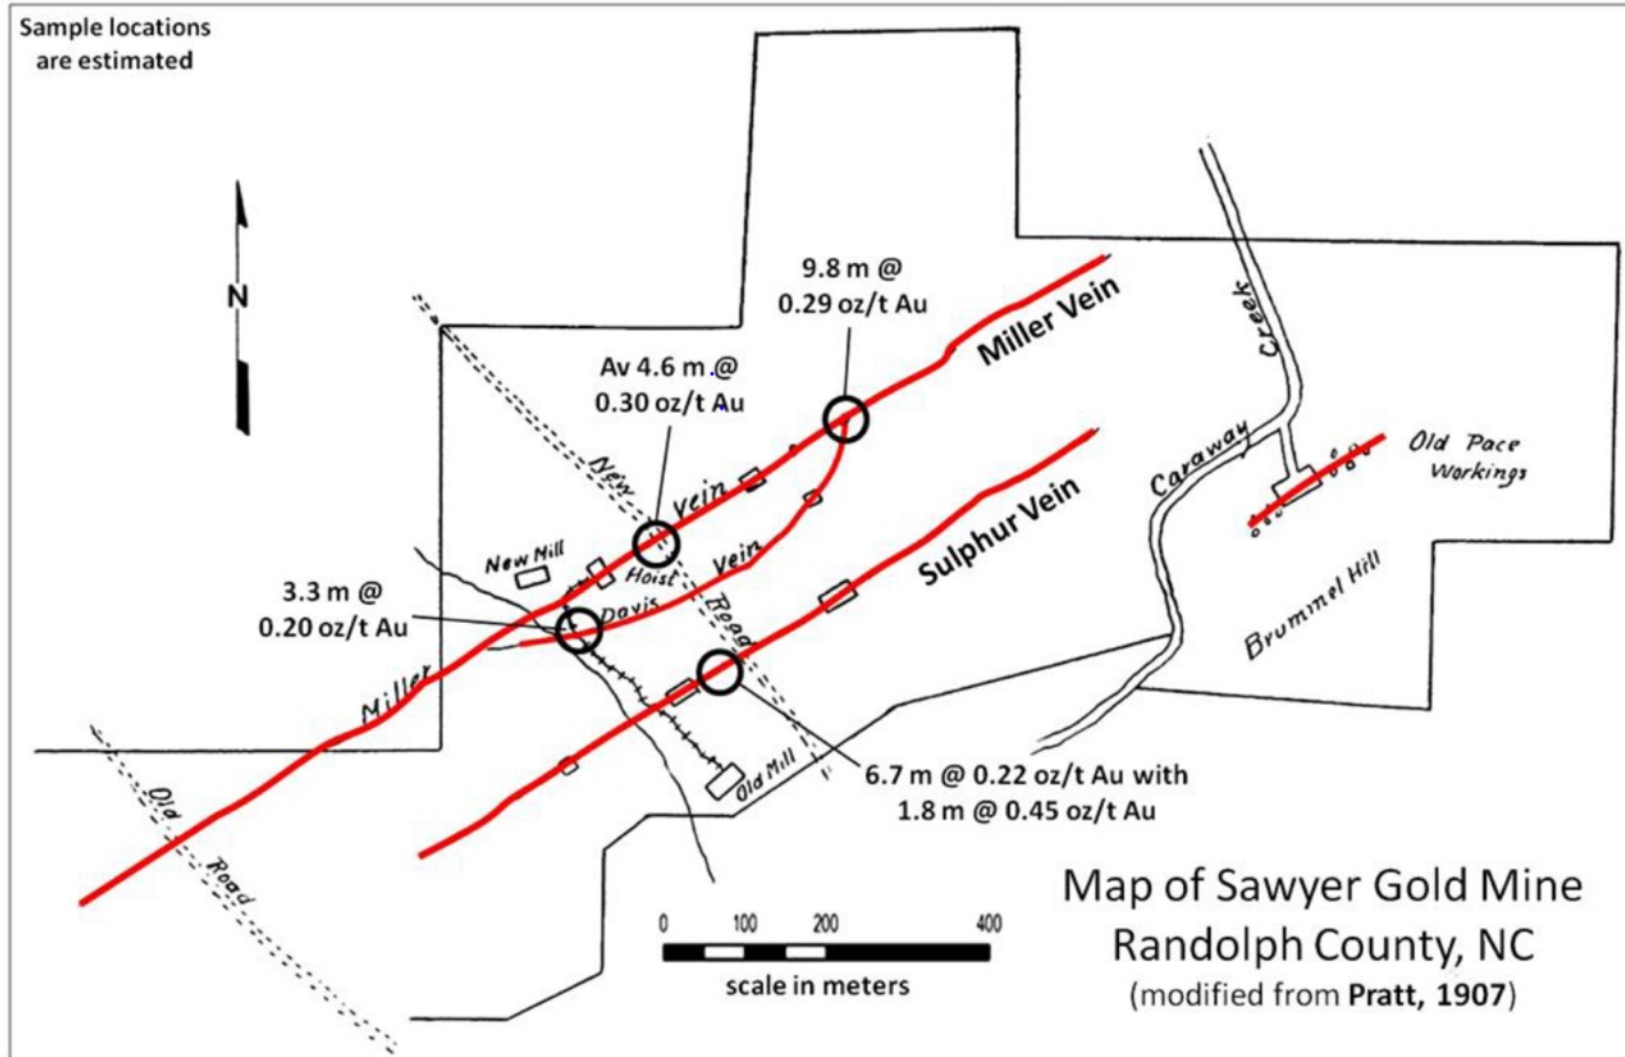 Sample locations
are estimated
N
9.8 m @
0.29 oz/t Au
Av 4.6 m.@
0.30 oz/t Au
Miller Vein
Creek
New
Vein
Caraway
Old Pace
Workings
Sulphur Vein
New Mill
Hoist
Vein
3.3 m @
0.20 oz/t Au
Davis
Road
Brummel Hill
Miller
Old Mill
6.7 m @ 0.22 oz/t Au with
1.8 m @ 0.45 oz/t Au
Old
Road
Map of Sawyer Gold Mine
Randolph County, NC
(modified from Pratt, 1907)
0 100 200 400
scale in meters